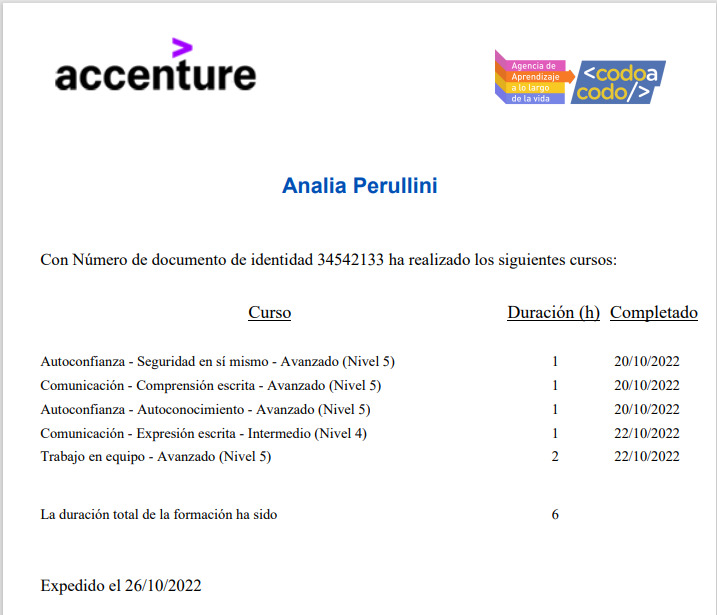 accenture
Agencia de
Aprendizaje
a lo largo
de la vida
<codoa
codo/>
Analia Perullini
Con Número de documento de identidad 34542133 ha realizado los siguientes cursos:
Curso Duración (h) Completado
Autoconfianza - Seguridad en sí mismo - Avanzado (Nivel 5) 1 20/10/2022
Comunicación - Comprensión escrita - Avanzado (Nivel 5) 1 20/10/2022
Autoconfianza - Autoconocimiento - Avanzado (Nivel 5) 1 20/10/2022
Comunicación - Expresión escrita - Intermedio (Nivel 4) 1 22/10/2022
Trabajo en equipo - Avanzado (Nivel 5) 2 22/10/2022
La duración total de la formación ha sido 6
Expedido el 26/10/2022